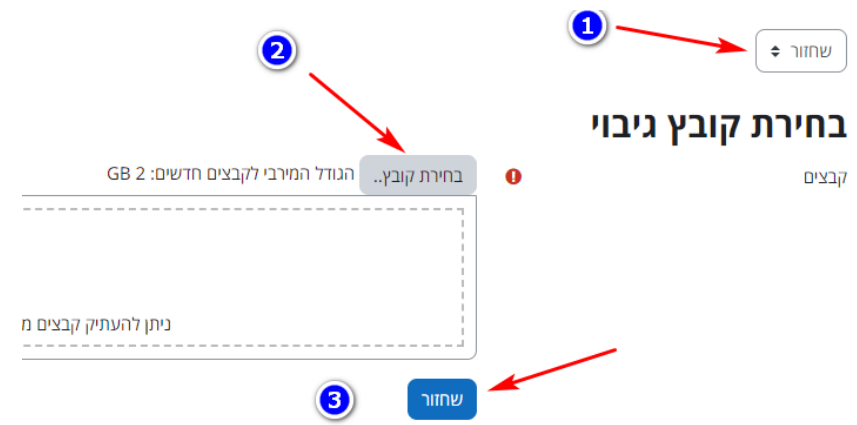 1
שחזור
2
בחירת קובץ גיבוי
קבצים
בחירת קובץ..
הגודל המירבי לקבצים חדשים: 2 GB
ניתן להעתיק קבצים מ
שחזור
3